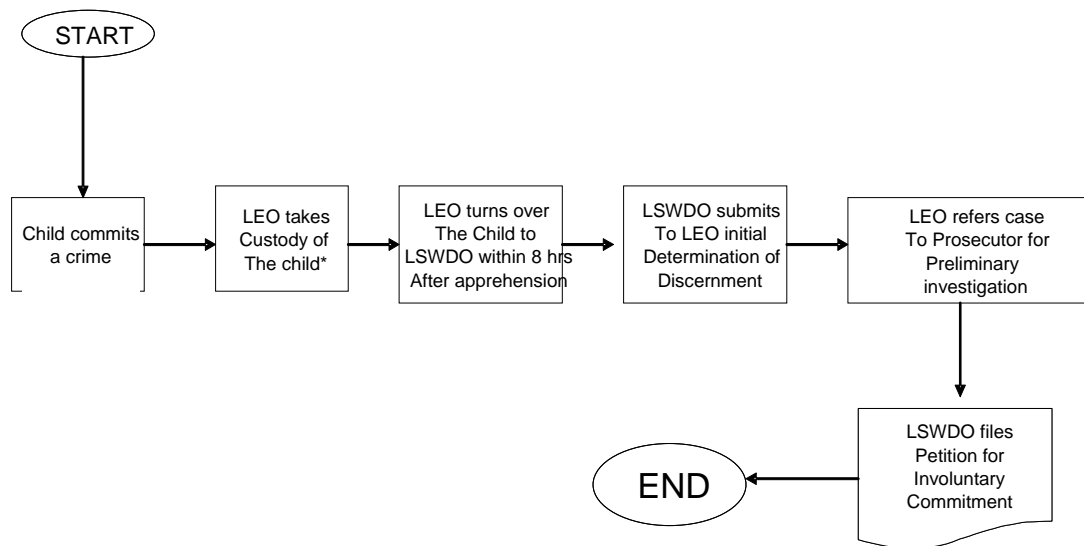 START
Child commits
a crime
LEO takes
Custody of
The child*
LEO turns over
The Child to
LSWDO within 8 hrs
After apprehension
LSWDO submits
To LEO initial
Determination of
Discernment
LEO refers case
To Prosecutor for
Preliminary
investigation
LSWDO files
Petition for
Involuntary
Commitment
END